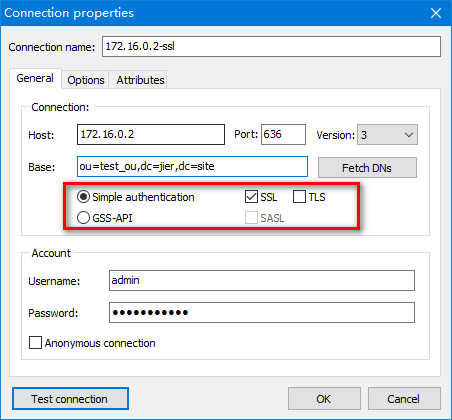 Connection properties
Connection name: 172.16.0.2-ssl
General Options Attributes
Connection:
Host: 172.16.0.2 Port: 636 Version: 3
Base: ou=test_ou,dc=jier,dc=site Fetch DNs
Simple authentication SSL TLS
GSS-API SASL
Account
Username: admin
Password: ●●●●●●●●●●●
Anonymous connection
Test connection OK Cancel